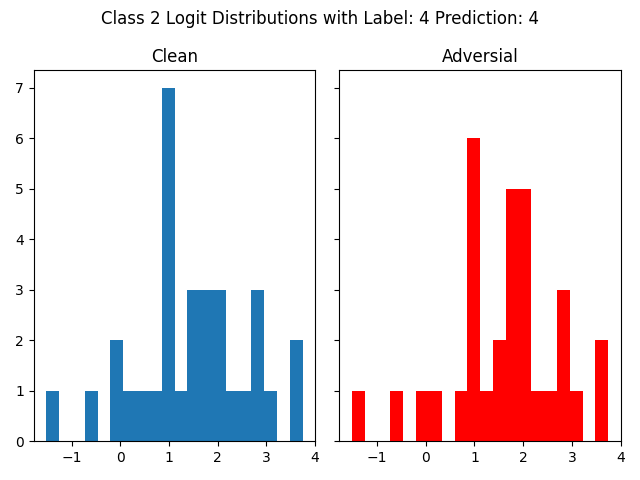 Class 2 Logit Distributions with Label: 4 Prediction: 4
Clean
Adversial
7
6
5
4
3
2
1
0
−1 0 1 2 3 4
−1 0 1 2 3 4